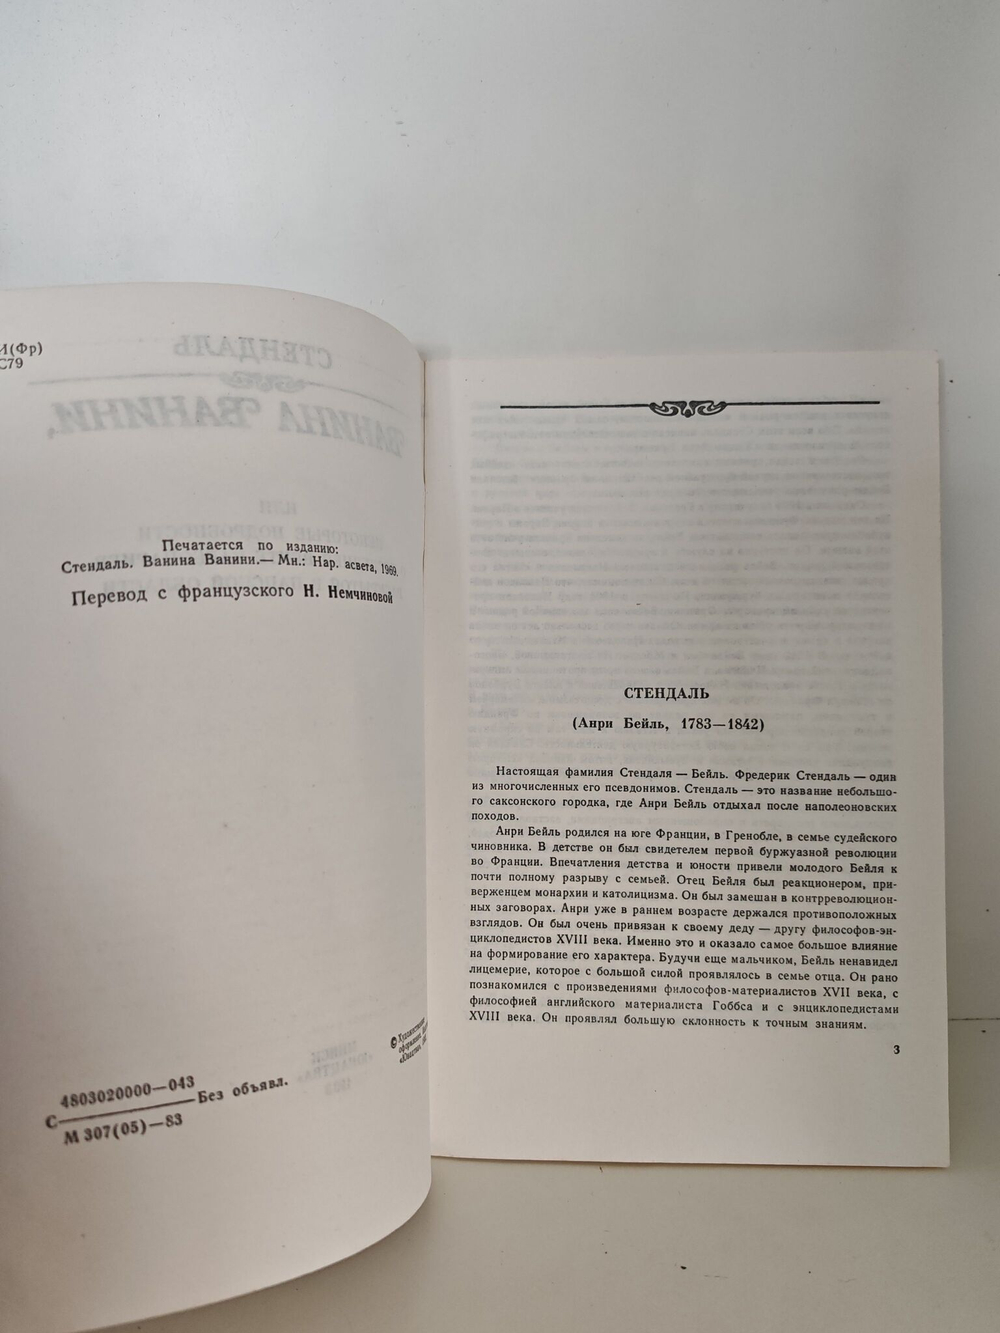 И(Фр)
С79
Печатается по изданию:
Стендаль. Ванина Ванини.— Мн.: Нар. асвета, 1969.
Перевод с французского Н. Немчиновой
4803020000—043
С Без объявл.
М 307(05)—83
СТЕНДАЛЬ
(Анри Бейль, 1783—1842)
Настоящая фамилия Стендаля — Бейль. Фредерик Стендаль — один
из многочисленных его псевдонимов. Стендаль — это название небольшо-
го саксонского городка, где Анри Бейль отдыхал после наполеоновских
походов.
Анри Бейль родился на юге Франции, в Гренобле, в семье судейского
чиновника. В детстве он был свидетелем первой буржуазной революции
во Франции. Впечатления детства и юности привели молодого Бейля к
почти полному разрыву с семьей. Отец Бейля был реакционером, при-
верженцем монархии и католицизма. Он был замешан в контрреволюцион-
ных заговорах. Анри уже в раннем возрасте держался противоположных
взглядов. Он был очень привязан к своему деду — другу философов-эн-
циклопедистов XVIII века. Именно это и оказало самое большое влияние
на формирование его характера. Будучи еще мальчиком, Бейль ненавидел
лицемерие, которое с большой силой проявлялось в семье отца. Он рано
познакомился с произведениями философов-материалистов XVII века, с
философией английского материалиста Гоббса и с энциклопедистами
XVIII века. Он проявлял большую склонность к точным знаниям.
3